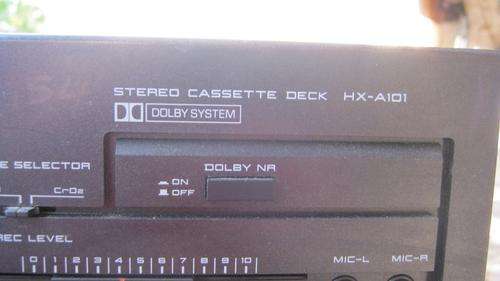 STEREO CASSETTE DECK HX-A101
DOLBY SYSTEM
DOLBY NR
ON
OFF
E SELECTOR
CrO2
REC LEVEL
0 1 2 3 4 5 6 7 8 9 10
MIC-L MIC-R